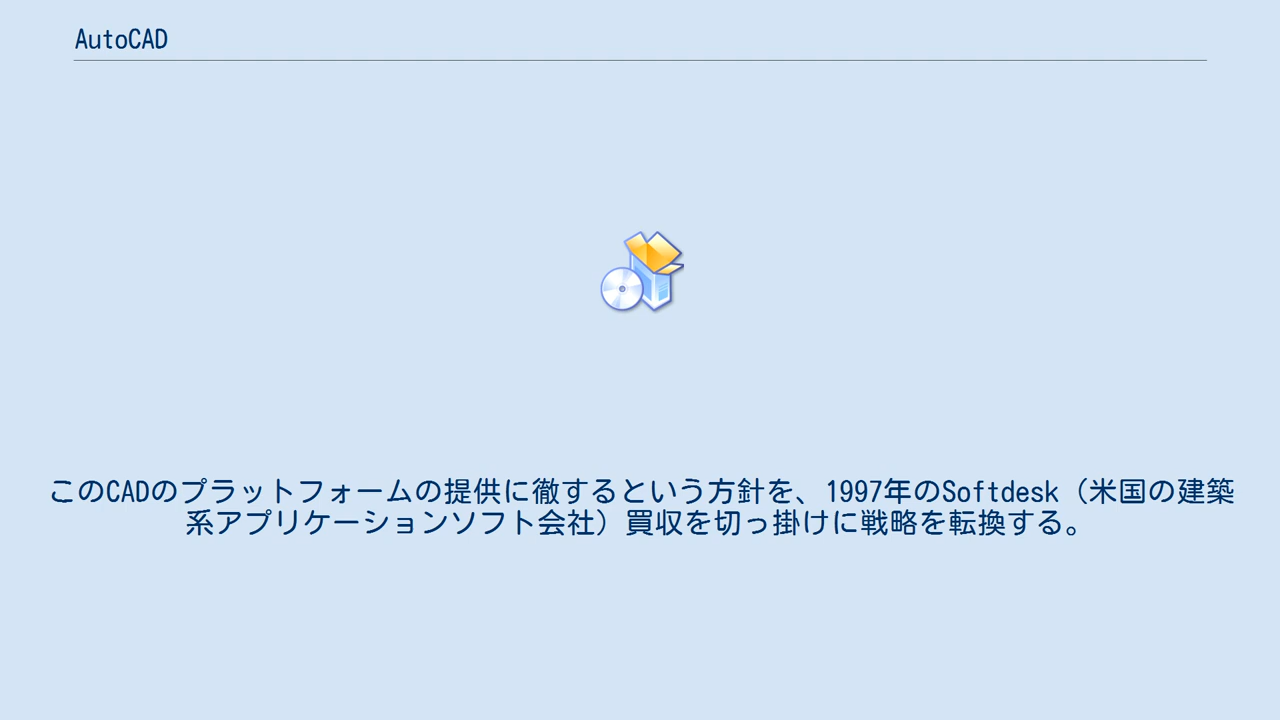 AutoCAD
このCADのプラットフォームの提供に徹するという方針を、1997年のSoftdesk（米国の建築
系アプリケーションソフト会社）買収を切っ掛けに戦略を転換する。